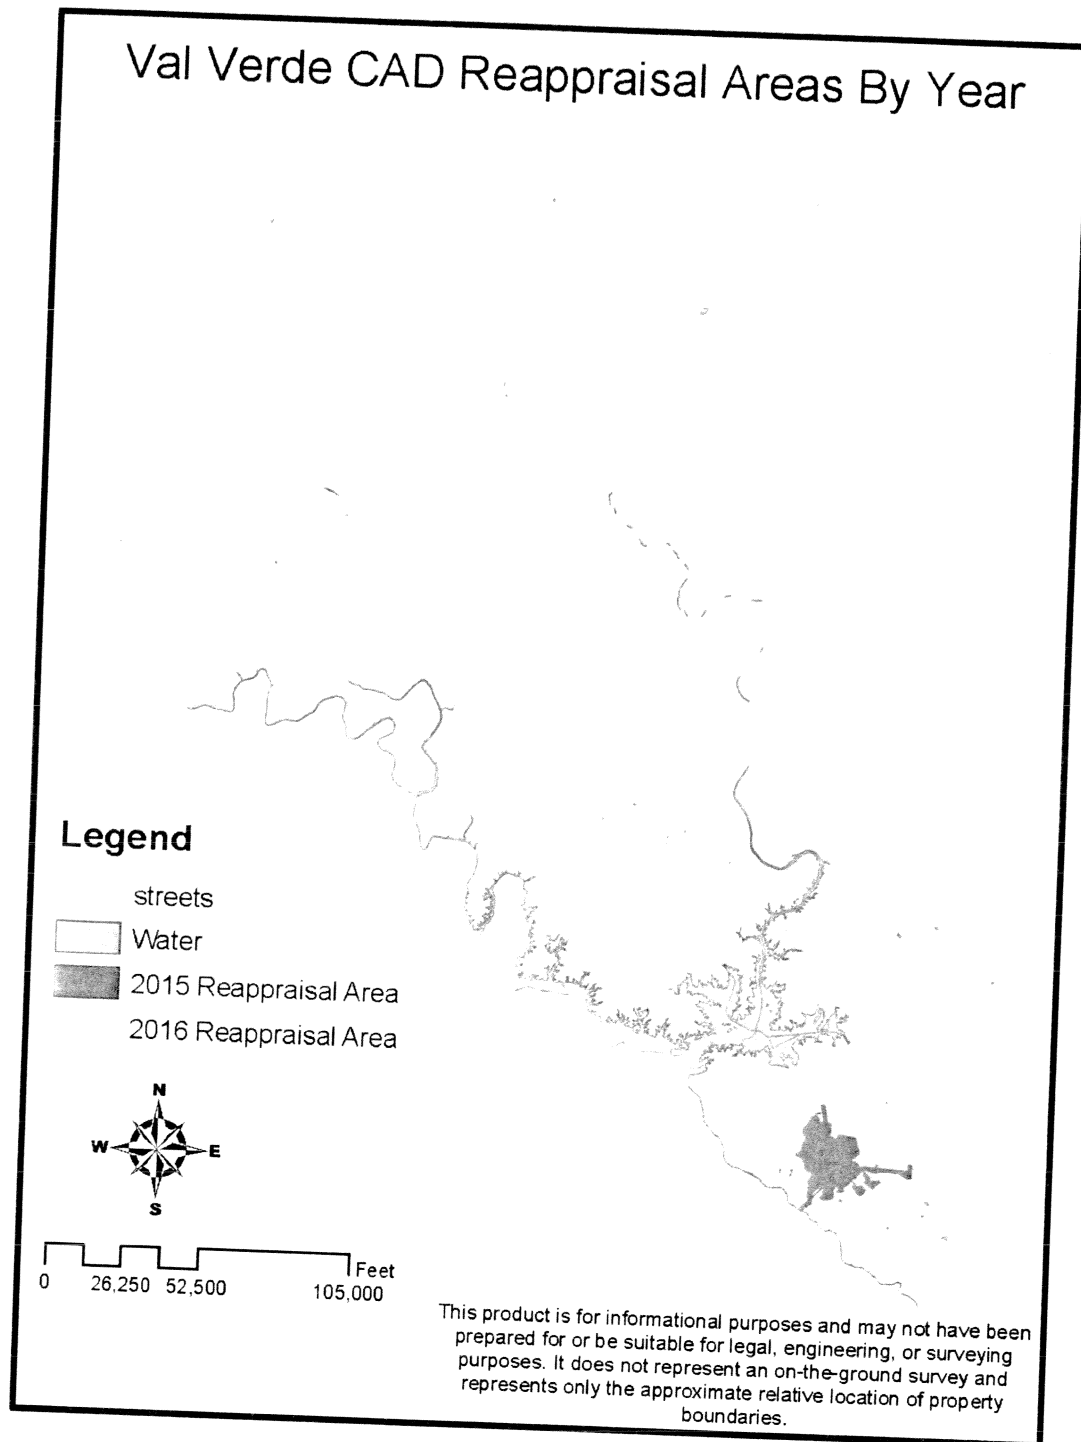 Val Verde CAD Reappraisal Areas By Year
Legend
streets
Water
2015 Reappraisal Area
2016 Reappraisal Area
N
W E
S
0 26,250 52,500 105,000 Feet
This product is for informational purposes and may not have been
prepared for or be suitable for legal, engineering, or surveying
purposes. It does not represent an on-the-ground survey and
represents only the approximate relative location of property
boundaries.